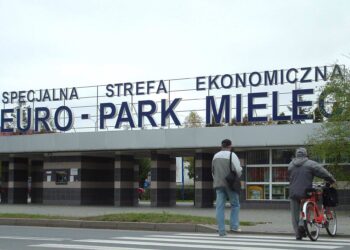 SPECJALNA STREFA EKONOMICZNA
EURO - PARK MIELEC